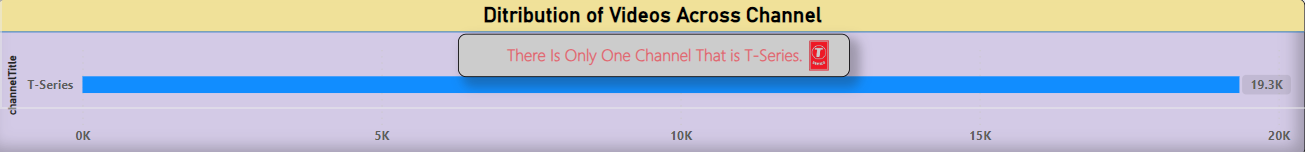 Ditribution of Videos Across Channel
There Is Only One Channel That is T-Series.
channelTitle
T-Series
19.3K
0K 5K 10K 15K 20K